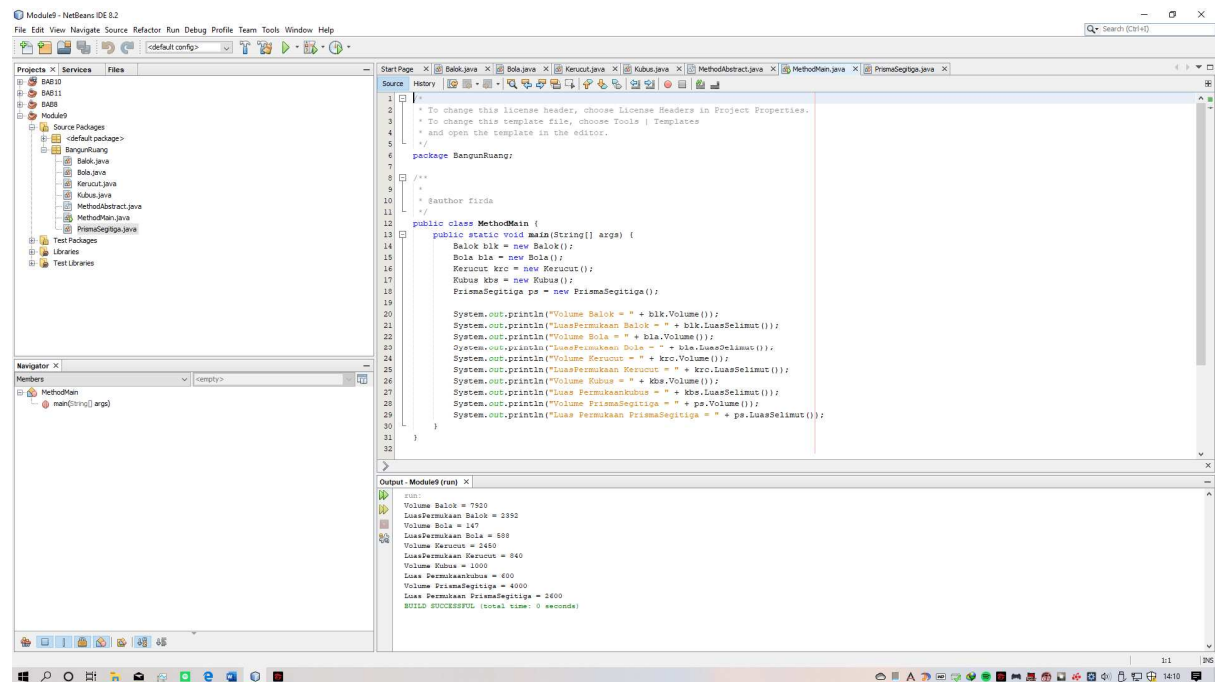 Module9 - NetBeans IDE 8.2
File Edit View Navigate Source Refactor Run Debug Profile Team Tools Window Help
Search (Ctrl+I)
<default config>
Projects Services Files
BAB10
BAB11
BAB8
Module9
Source Packages
<default package>
BangunRuang
Balok.java
Bola.java
Kerucut.java
Kubus.java
MethodAbstract.java
MethodMain.java
PrismaSegitiga.java
Test Packages
Libraries
Test Libraries
Navigator
Members <empty>
MethodMain
main(String[] args)
Start Page Balok.java Bola.java Kerucut.java Kubus.java MethodAbstract.java MethodMain.java PrismaSegitiga.java
Source History
1 /*
2 * To change this license header, choose License Headers in Project Properties.
3 * To change this template file, choose Tools | Templates
4 * and open the template in the editor.
5 */
6 package BangunRuang;
7
8 /**
9 *
10 * @author firda
11 */
12 public class MethodMain {
13 public static void main(String[] args) {
14 Balok blk = new Balok();
15 Bola bla = new Bola();
16 Kerucut krc = new Kerucut();
17 Kubus kbs = new Kubus();
18 PrismaSegitiga ps = new PrismaSegitiga();
19
20 System.out.println("Volume Balok = " + blk.Volume());
21 System.out.println("LuasPermukaan Balok = " + blk.LuasSelimut());
22 System.out.println("Volume Bola = " + bla.Volume());
23 System.out.println("LuasPermukaan Bola = " + bla.LuasSelimut());
24 System.out.println("Volume Kerucut = " + krc.Volume());
25 System.out.println("LuasPermukaan Kerucut = " + krc.LuasSelimut());
26 System.out.println("Volume Kubus = " + kbs.Volume());
27 System.out.println("Luas Permukaankubus = " + kbs.LuasSelimut());
28 System.out.println("Volume PrismaSegitiga = " + ps.Volume());
29 System.out.println("Luas Permukaan PrismaSegitiga = " + ps.LuasSelimut());
30 }
31 }
32
Output - Module9 (run)
run:
Volume Balok = 7920
LuasPermukaan Balok = 2392
Volume Bola = 147
LuasPermukaan Bola = 588
Volume Kerucut = 2450
LuasPermukaan Kerucut = 840
Volume Kubus = 1000
Luas Permukaankubus = 600
Volume PrismaSegitiga = 4000
Luas Permukaan PrismaSegitiga = 2600
BUILD SUCCESSFUL (total time: 0 seconds)
1:1 INS
14:10